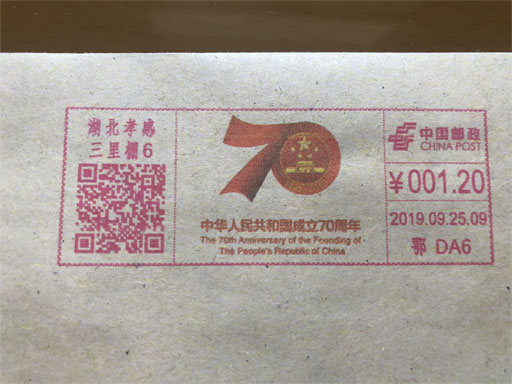 湖北孝感
三里棚6
70
中华人民共和国成立70周年
The 70th Anniversary of the Founding of
The People's Republic of China
中国邮政
CHINA POST
¥001.20
2019.09.25.09
鄂 DA6